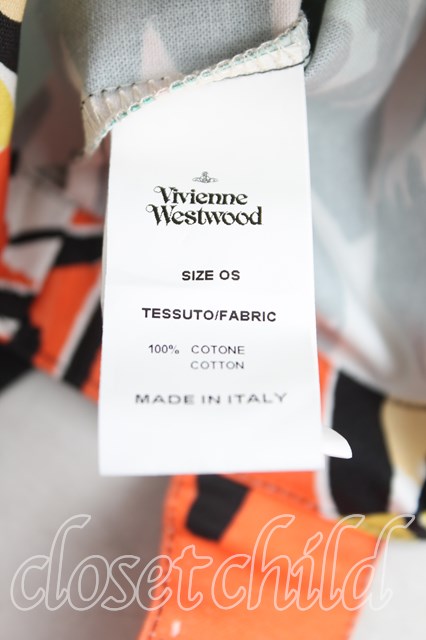 Vivienne
Westwood
SIZE OS
TESSUTO/FABRIC
100% COTONE
COTTON
MADE IN ITALY
closetchild